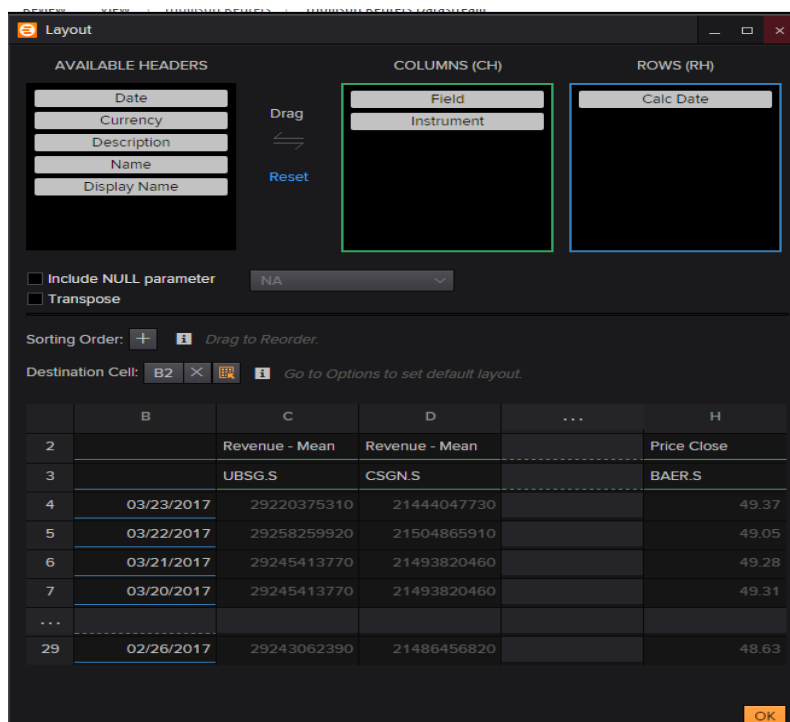 Layout
AVAILABLE HEADERS COLUMNS (CH) ROWS (RH)
Date Field Calc Date
Currency Drag Instrument
Description
Name
Display Name Reset
Include NULL parameter NA
Transpose
Sorting Order: + i Drag to Reorder.
Destination Cell: B2 i Go to Options to set default layout.
B C D ... H
2 Revenue - Mean Revenue - Mean Price Close
3 UBSG.S CSGN.S BAER.S
4 03/23/2017 29220375310 21444047730 49.37
5 03/22/2017 29258259920 21504865910 49.05
6 03/21/2017 29245413770 21493820460 49.28
7 03/20/2017 29245413770 21493820460 49.31
...
29 02/26/2017 29243062390 21486456820 48.63
OK